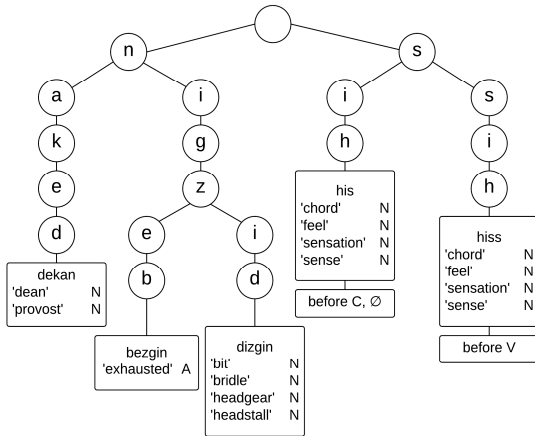 n
s
a
i
i
s
k
g
h
i
e
z
h
d
e
i
b
d
dekan
'dean' N
'provost' N
bezgin
'exhausted' A
dizgin
'bit' N
'bridle' N
'headgear' N
'headstall' N
his
'chord' N
'feel' N
'sensation' N
'sense' N
before C, ∅
hiss
'chord' N
'feel' N
'sensation' N
'sense' N
before V